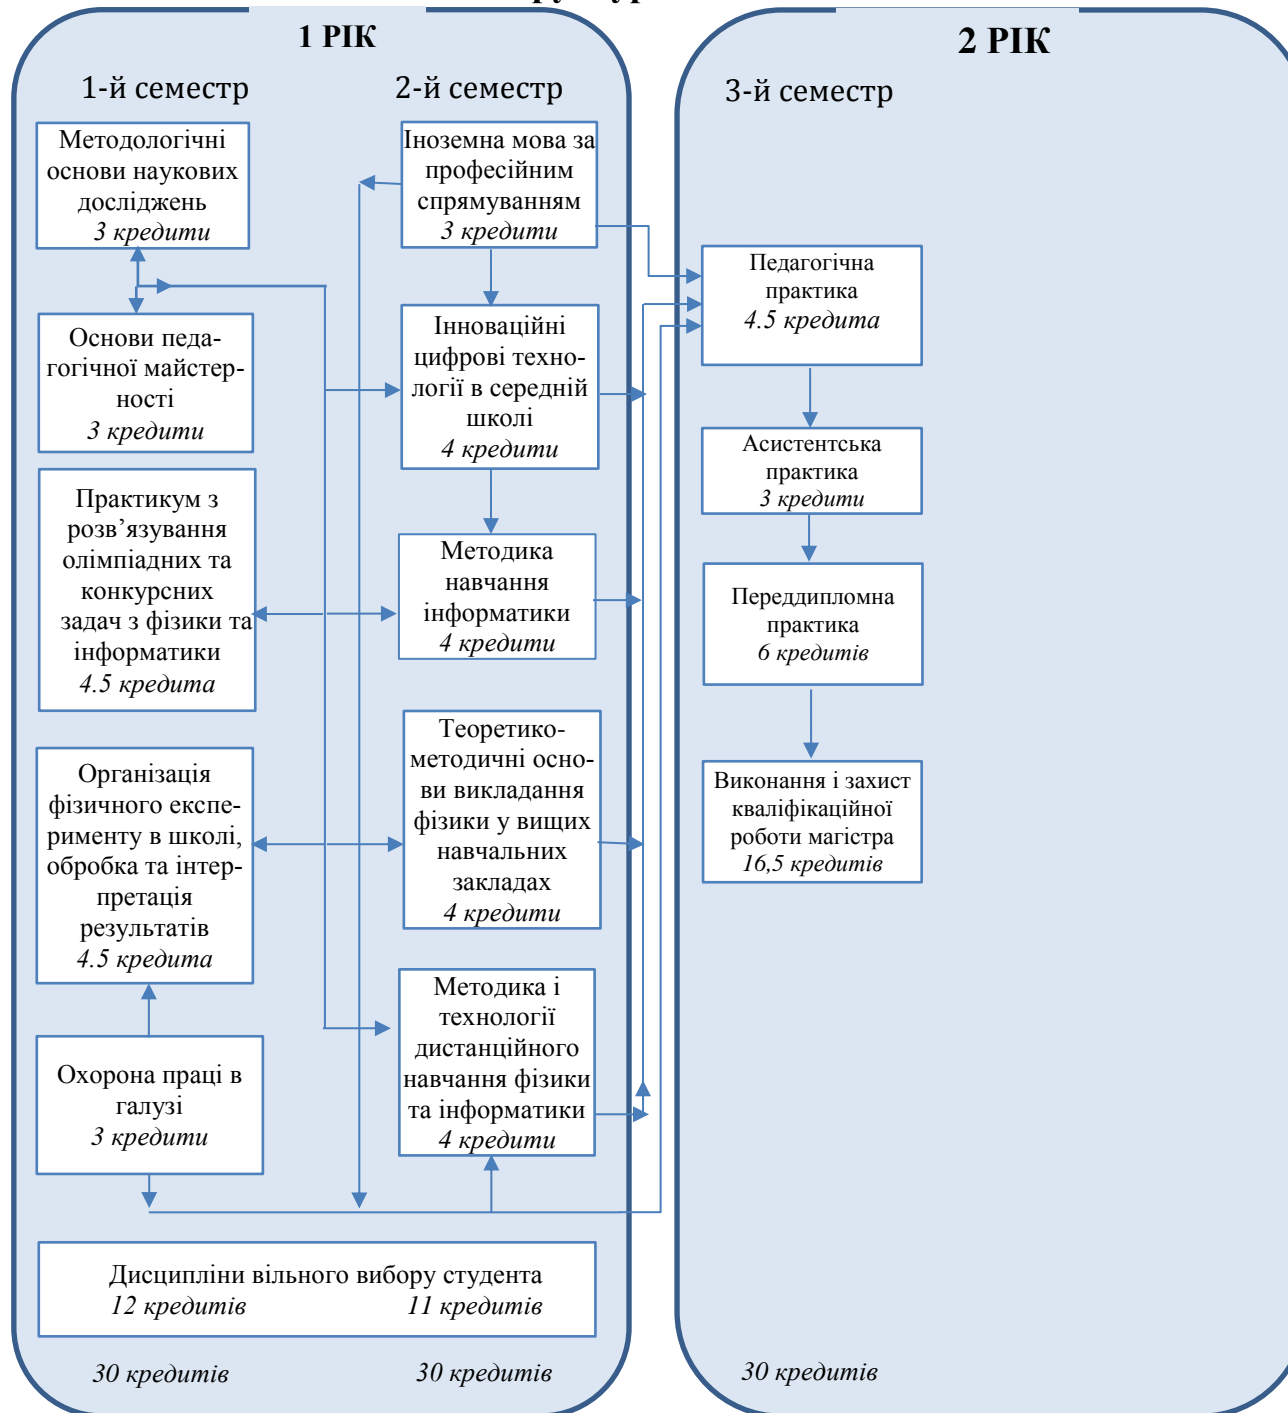 1 РІК
1-й семестр
Методологічні
основи наукових
досліджень
3 кредити
Основи педа-
гогічної майстер-
ності
3 кредити
Практикум з
розв’язування
олімпіадних та
конкурсних
задач з фізики та
інформатики
4.5 кредита
Організація
фізичного експе-
рименту в школі,
обробка та інтер-
претація
результатів
4.5 кредита
Охорона праці в
галузі
3 кредити
2-й семестр
Іноземна мова за
професійним
спрямуванням
3 кредити
Інноваційні
цифрові техно-
логії в середній
школі
4 кредити
Методика
навчання
інформатики
4 кредити
Теоретико-
методичні осно-
ви викладання
фізики у вищих
навчальних
закладах
4 кредити
Методика і
технології
дистанційного
навчання фізики
та інформатики
4 кредити
Дисципліни вільного вибору студента
12 кредитів 11 кредитів
30 кредитів 30 кредитів
2 РІК
3-й семестр
Педагогічна
практика
4.5 кредита
Асистентська
практика
3 кредити
Переддипломна
практика
6 кредитів
Виконання і захист
кваліфікаційної
роботи магістра
16,5 кредитів
30 кредитів